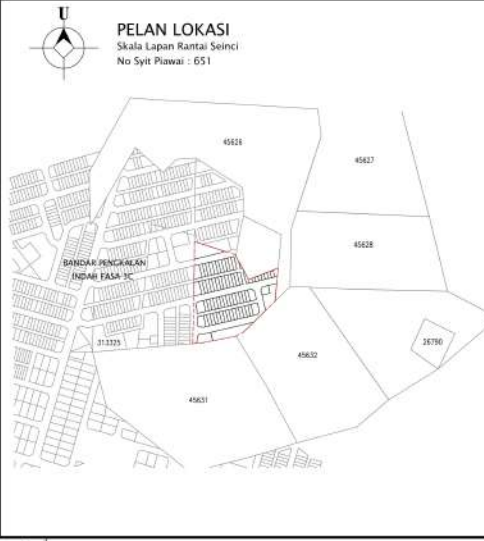 U
PELAN LOKASI
Skala Lapan Rantai Seinci
No Syit Piawai : 651
45626
45627
45628
BANDAR PENGKALAN
INDAH FASA 3C
313325
45632
26790
45631